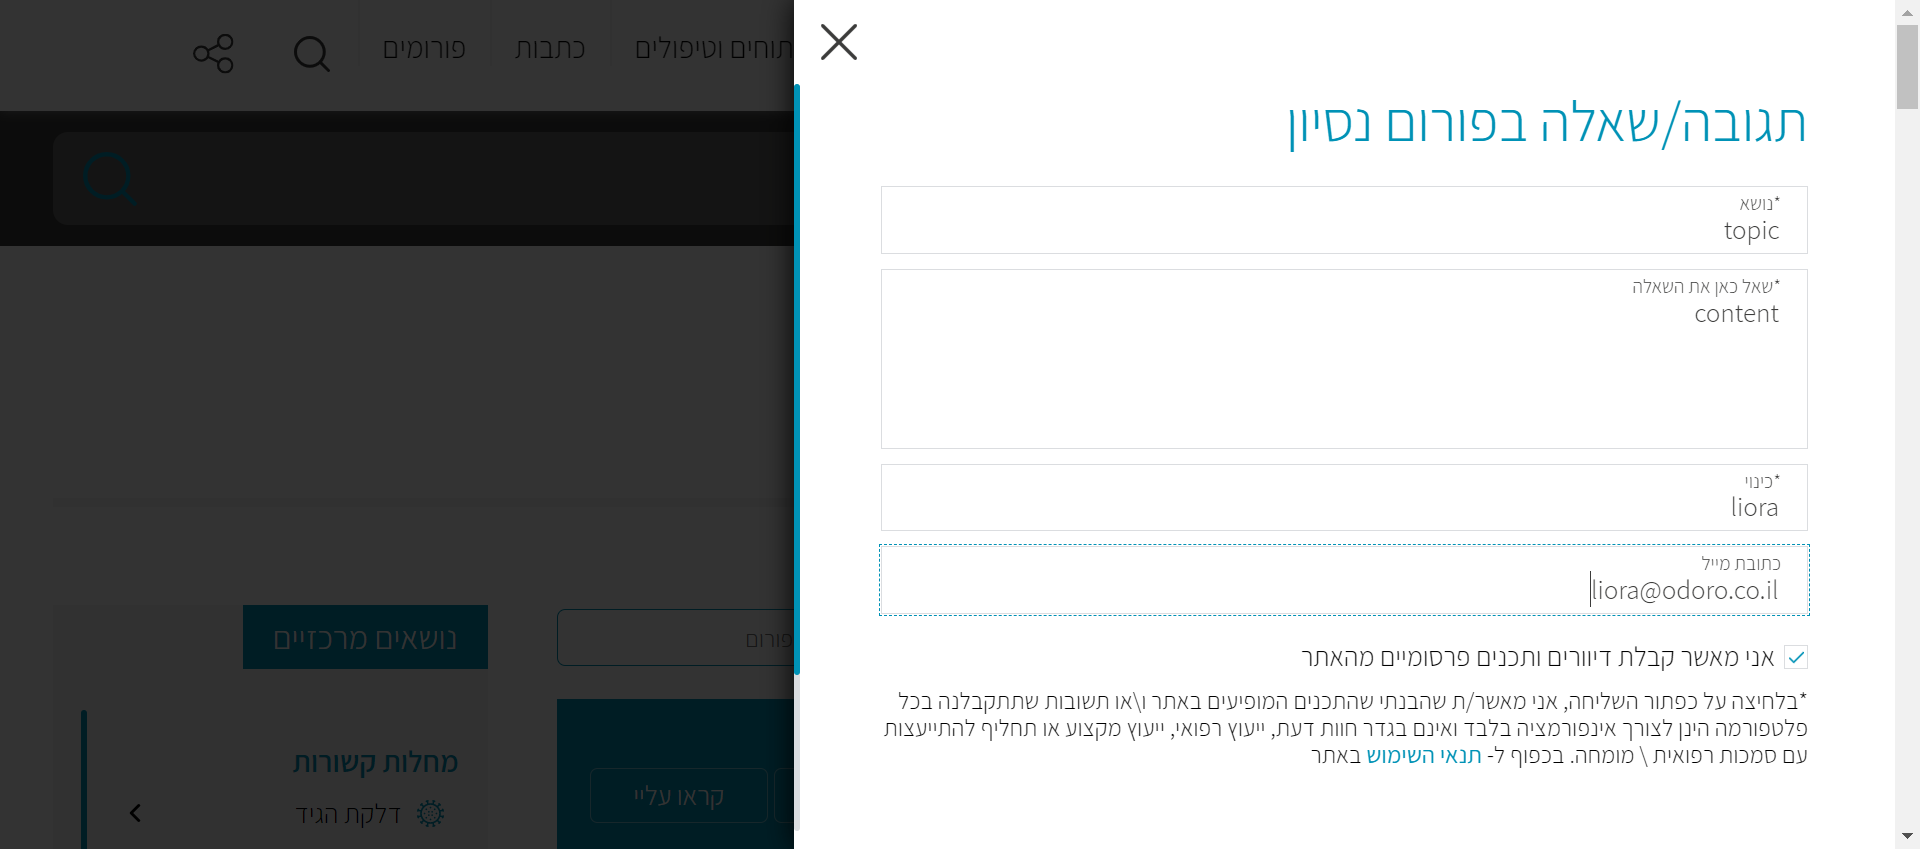 תוחים וטיפולים
כתבות
פורומים
תגובה/שאלה בפורום נסיון
*נושא
topic
*שאל כאן את השאלה
content
*כינוי
liora
כתובת מייל
liora@odoro.co.il
אני מאשר קבלת דיוורים ותכנים פרסומיים מהאתר
*בלחיצה על כפתור השליחה, אני מאשר/ת שהבנתי שהתכנים המופיעים באתר ו\או תשובות שתתקבלנה בכל
פלטפורמה הינן לצורך אינפורמציה בלבד ואינם בגדר חוות דעת, ייעוץ רפואי, ייעוץ מקצוע או תחליף להתייעצות
עם סמכות רפואית \ מומחה. בכפוף ל- תנאי השימוש באתר
פורום
קראו עליי
נושאים מרכזיים
מחלות קשורות
דלקת הגיד